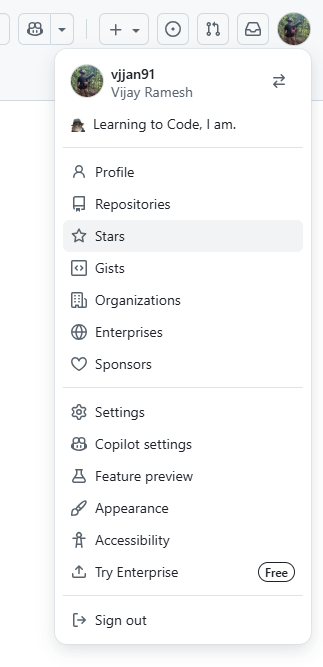 vjjan91
Vijay Ramesh
Learning to Code, I am.
Profile
Repositories
Stars
Gists
Organizations
Enterprises
Sponsors
Settings
Copilot settings
Feature preview
Appearance
Accessibility
Try Enterprise Free
Sign out